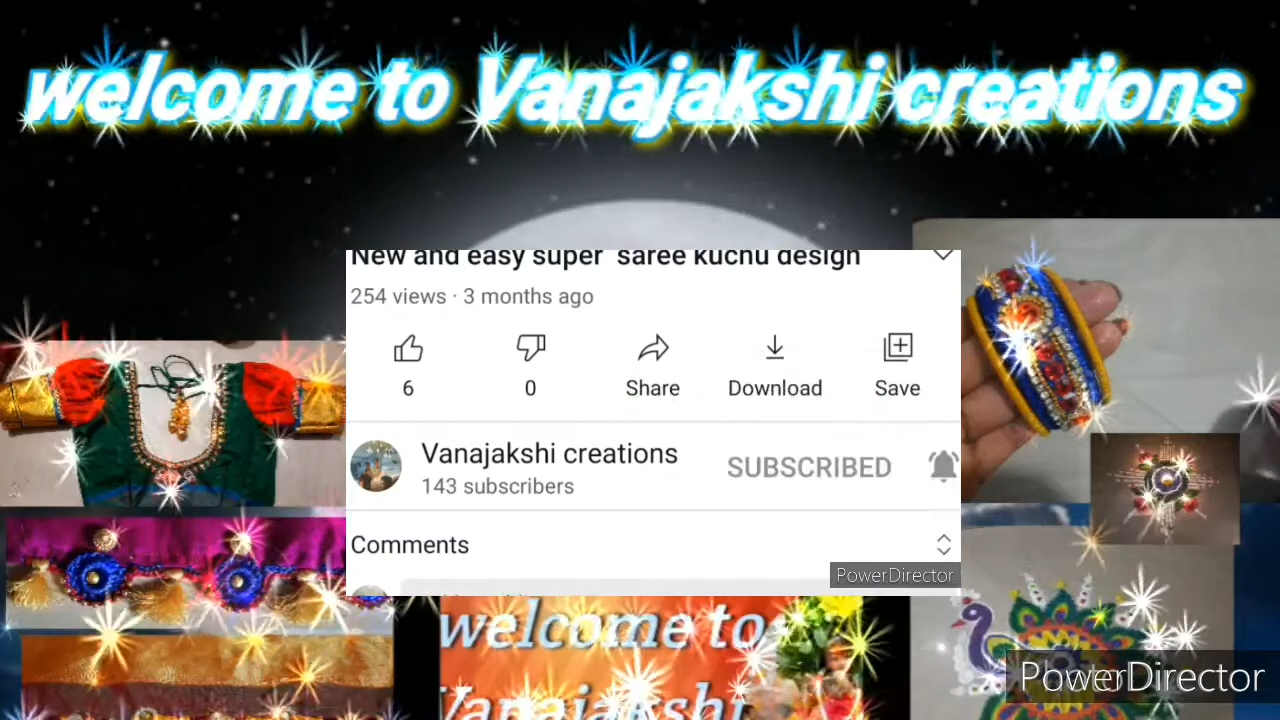 welcome to Vanajakshi creations
New and easy super saree kuchu design
254 views · 3 months ago
6
0
Share
Download
Save
Vanajakshi creations
143 subscribers
SUBSCRIBED
Comments
PowerDirector
welcome to
Vanajakshi
PowerDirector